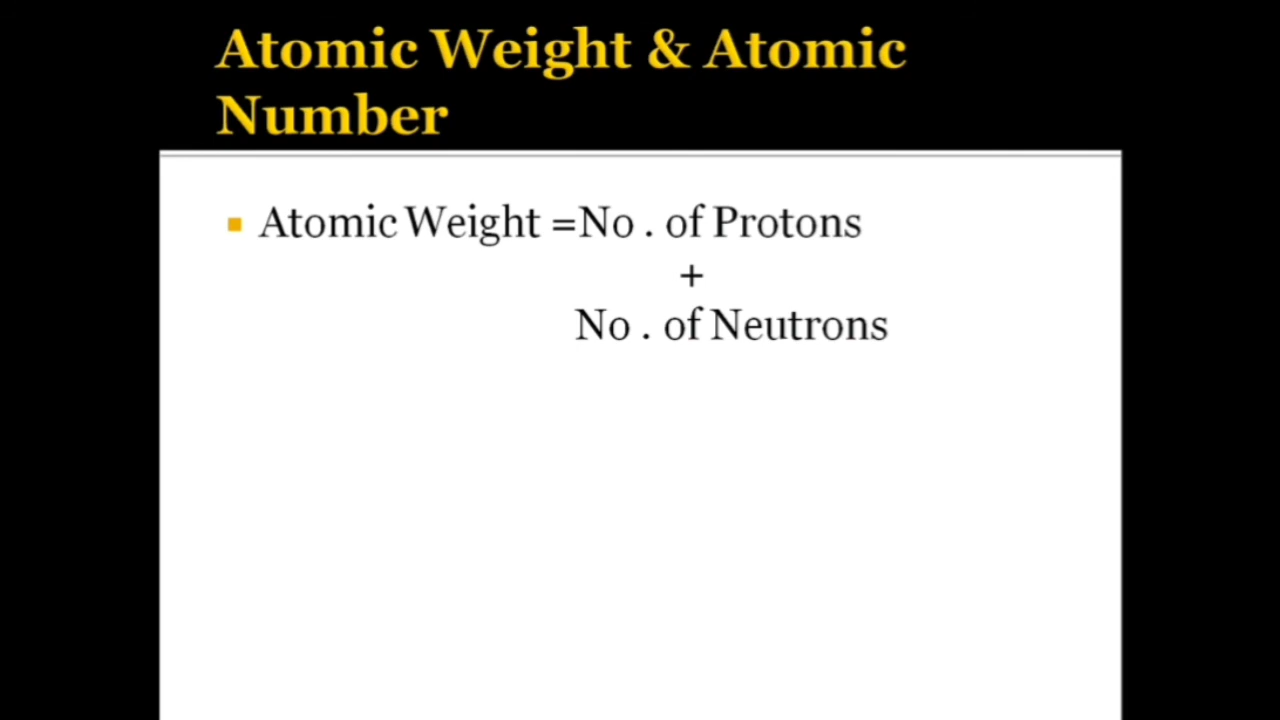 Atomic Weight & Atomic
Number
Atomic Weight =No . of Protons
+
No . of Neutrons